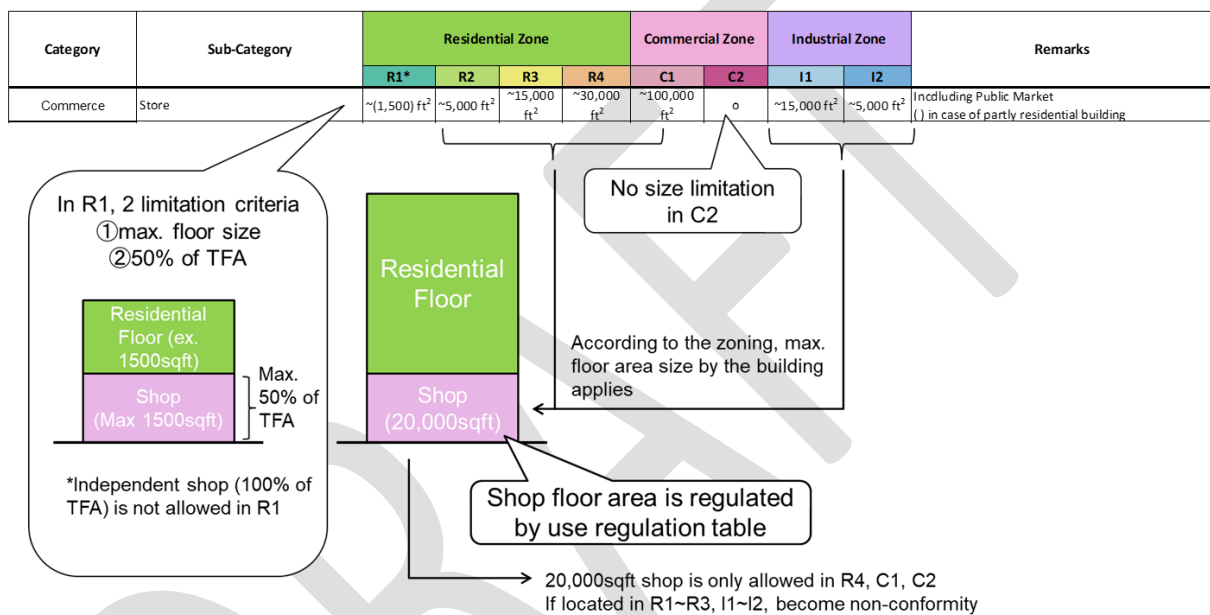 Category
Sub-Category
Residential Zone
Commercial Zone
Industrial Zone
Remarks
R1*
R2
R3
R4
C1
C2
I1
I2
Commerce
Store
~(1,500) ft²
~5,000 ft²
~15,000
ft²
~30,000
ft²
~100,000
ft²
o
~15,000 ft²
~5,000 ft²
Incdluding Public Market
( ) in case of partly residential building
In R1, 2 limitation criteria
①max. floor size
②50% of TFA
Residential
Floor (ex.
1500sqft)
Shop
(Max 1500sqft)
Max.
50% of
TFA
*Independent shop (100% of
TFA) is not allowed in R1
Residential
Floor
Shop
(20,000sqft)
No size limitation
in C2
According to the zoning, max.
floor area size by the building
applies
Shop floor area is regulated
by use regulation table
20,000sqft shop is only allowed in R4, C1, C2
If located in R1~R3, I1~I2, become non-conformity
DRAFT